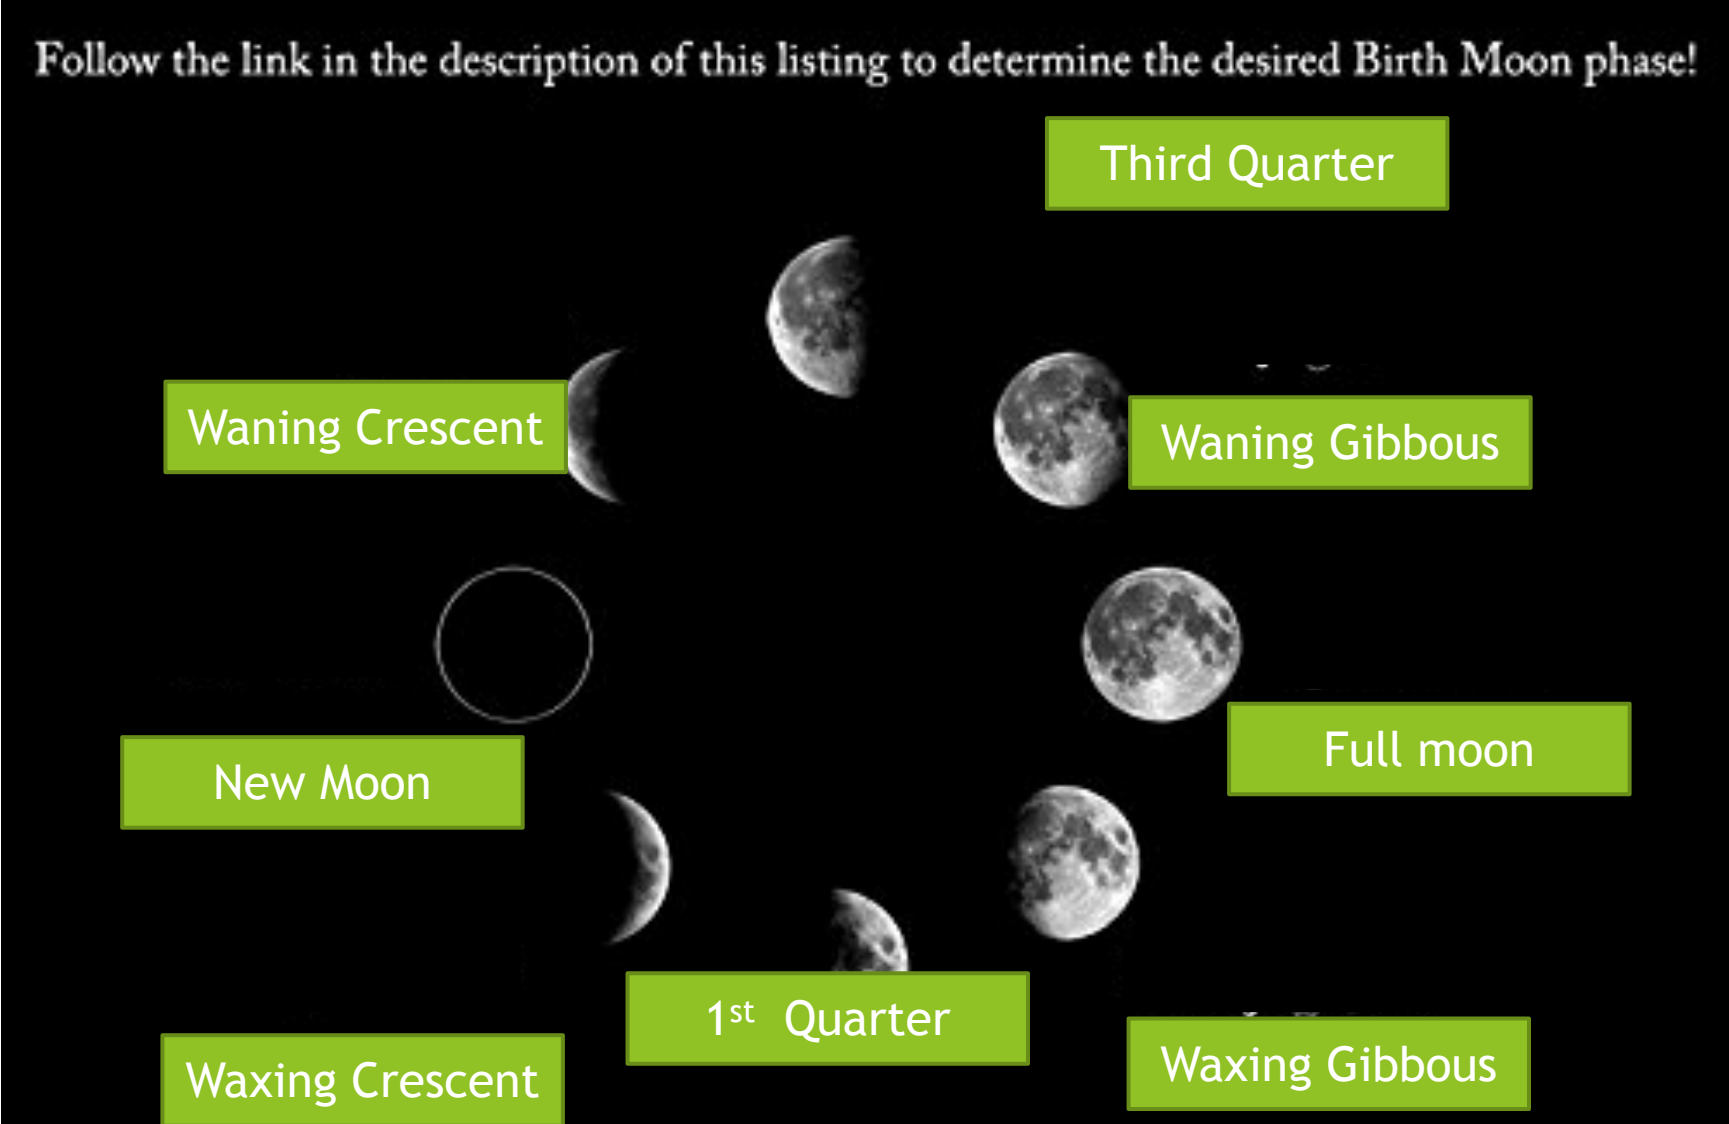 Follow the link in the description of this listing to determine the desired Birth Moon phase!
Third Quarter
Waning Crescent
Waning Gibbous
New Moon
Full moon
1st Quarter
Waxing Crescent
Waxing Gibbous